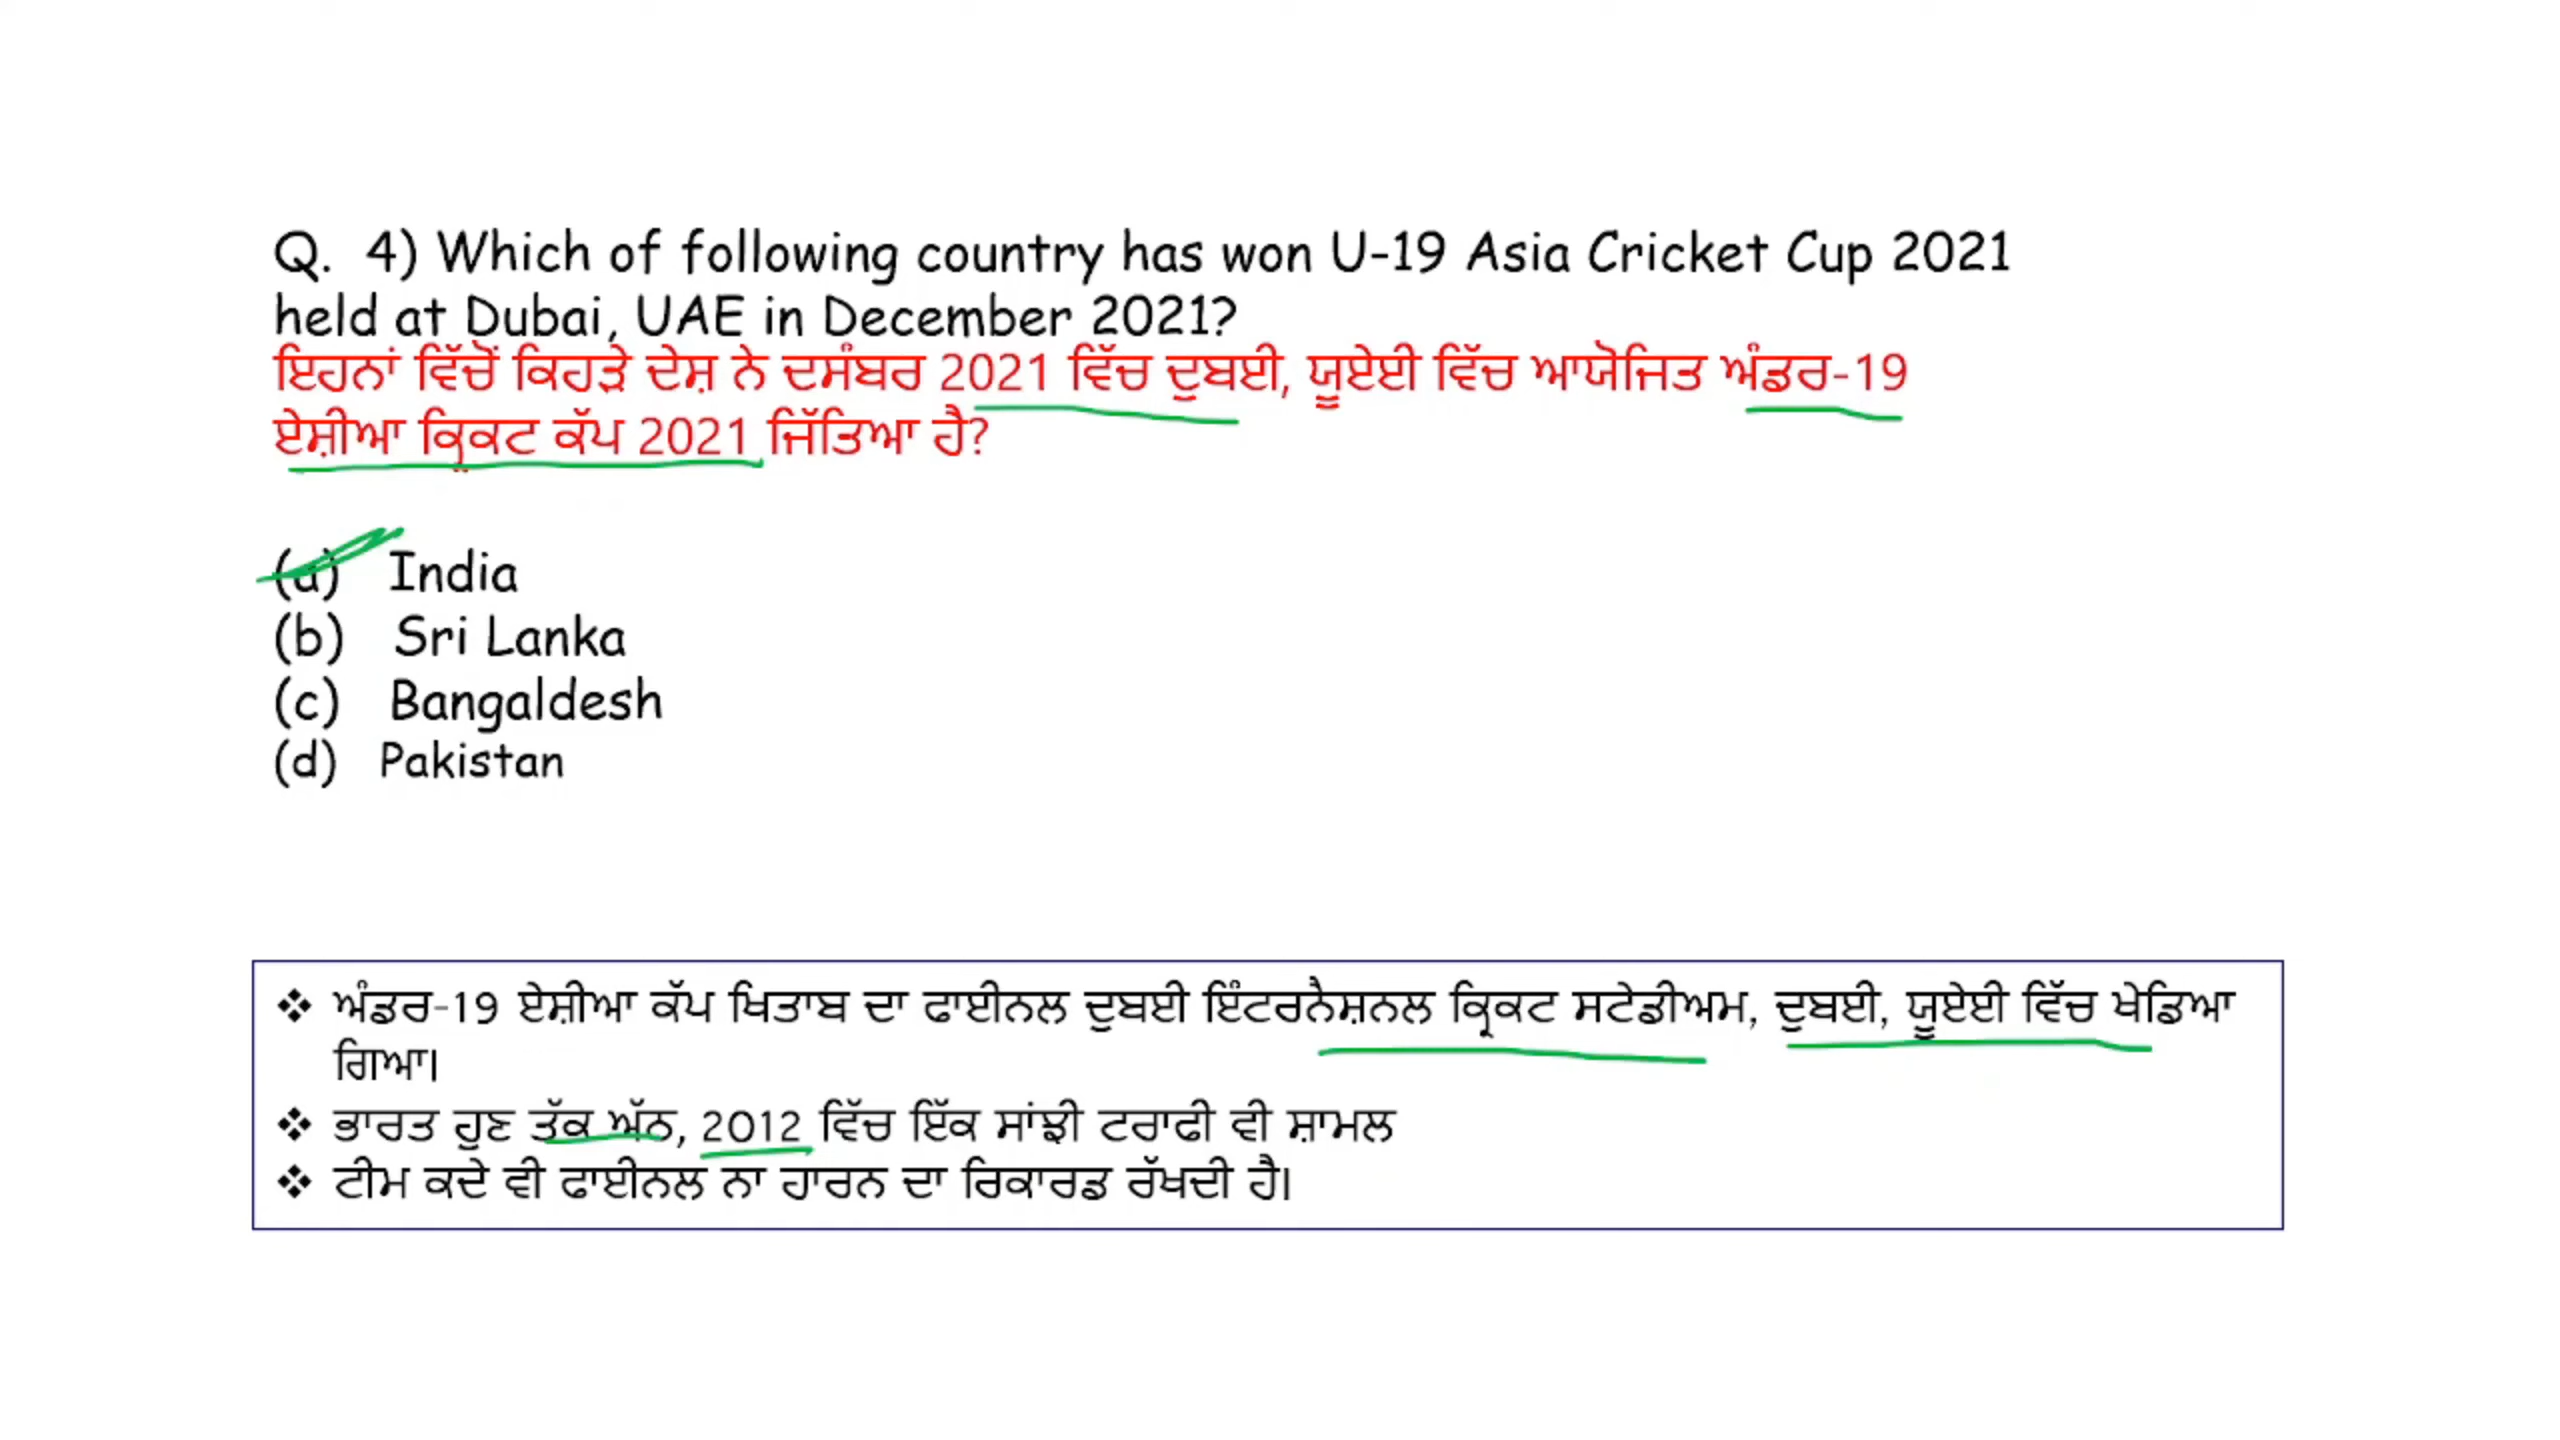 Q. 4) Which of following country has won U-19 Asia Cricket Cup 2021
held at Dubai, UAE in December 2021?
ਇਹਨਾਂ ਵਿੱਚੋਂ ਕਿਹੜੇ ਦੇਸ਼ ਨੇ ਦਸੰਬਰ 2021 ਵਿੱਚ ਦੁਬਈ, ਯੂਏਈ ਵਿੱਚ ਆਯੋਜਿਤ ਅੰਡਰ-19
ਏਸ਼ੀਆ ਕ੍ਰਿਕਟ ਕੱਪ 2021 ਜਿੱਤਿਆ ਹੈ?
(a) India
(b) Sri Lanka
(c) Bangaldesh
(d) Pakistan
❖ ਅੰਡਰ-19 ਏਸ਼ੀਆ ਕੱਪ ਖਿਤਾਬ ਦਾ ਫਾਈਨਲ ਦੁਬਈ ਇੰਟਰਨੈਸ਼ਨਲ ਕ੍ਰਿਕਟ ਸਟੇਡੀਅਮ, ਦੁਬਈ, ਯੂਏਈ ਵਿੱਚ ਖੇਡਿਆ
ਗਿਆ।
❖ ਭਾਰਤ ਹੁਣ ਤੱਕ ਅੱਠ, 2012 ਵਿੱਚ ਇੱਕ ਸਾਂਝੀ ਟਰਾਫੀ ਵੀ ਸ਼ਾਮਲ
❖ ਟੀਮ ਕਦੇ ਵੀ ਫਾਈਨਲ ਨਾ ਹਾਰਨ ਦਾ ਰਿਕਾਰਡ ਰੱਖਦੀ ਹੈ।